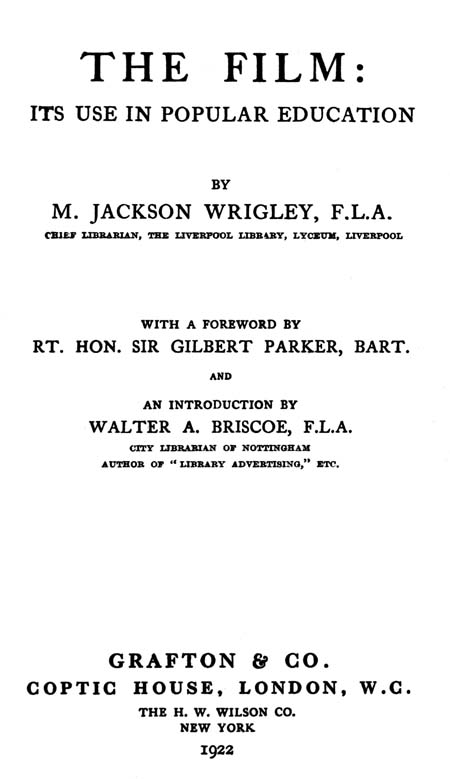 THE FILM:
ITS USE IN POPULAR EDUCATION
BY
M. JACKSON WRIGLEY, F.L.A.
CHIEF LIBRARIAN, THE LIVERPOOL LIBRARY, LYCEUM, LIVERPOOL
WITH A FOREWORD BY
RT. HON. SIR GILBERT PARKER, BART.
AND
AN INTRODUCTION BY
WALTER A. BRISCOE, F.L.A.
CITY LIBRARIAN OF NOTTINGHAM
AUTHOR OF "LIBRARY ADVERTISING," ETC.
GRAFTON & CO.
COPTIC HOUSE, LONDON, W.C.
THE H. W. WILSON CO.
NEW YORK
1922